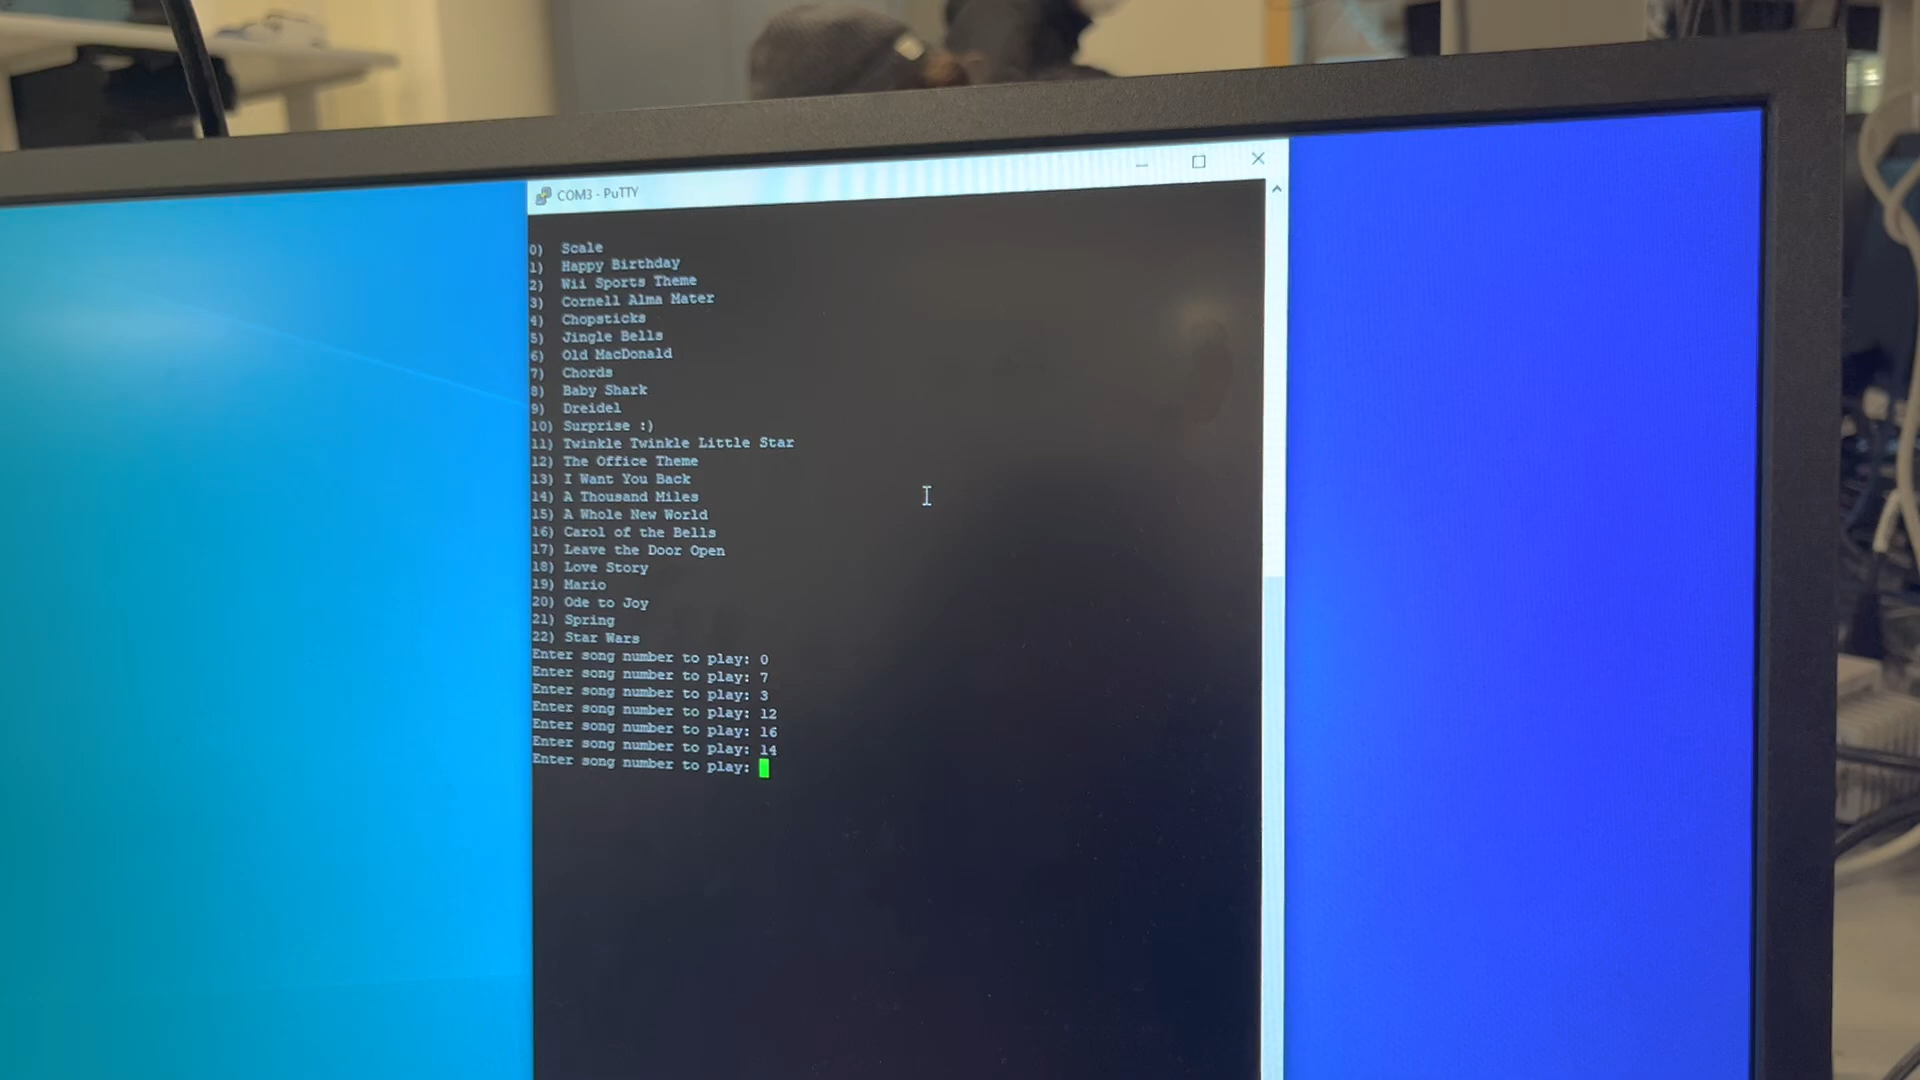 COM3 - PuTTY
0) Scale
1) Happy Birthday
2) Wii Sports Theme
3) Cornell Alma Mater
4) Chopsticks
5) Jingle Bells
6) Old MacDonald
7) Chords
8) Baby Shark
9) Dreidel
10) Surprise :)
11) Twinkle Twinkle Little Star
12) The Office Theme
13) I Want You Back
14) A Thousand Miles
15) A Whole New World
16) Carol of the Bells
17) Leave the Door Open
18) Love Story
19) Mario
20) Ode to Joy
21) Spring
22) Star Wars
Enter song number to play: 0
Enter song number to play: 7
Enter song number to play: 3
Enter song number to play: 12
Enter song number to play: 16
Enter song number to play: 14
Enter song number to play: